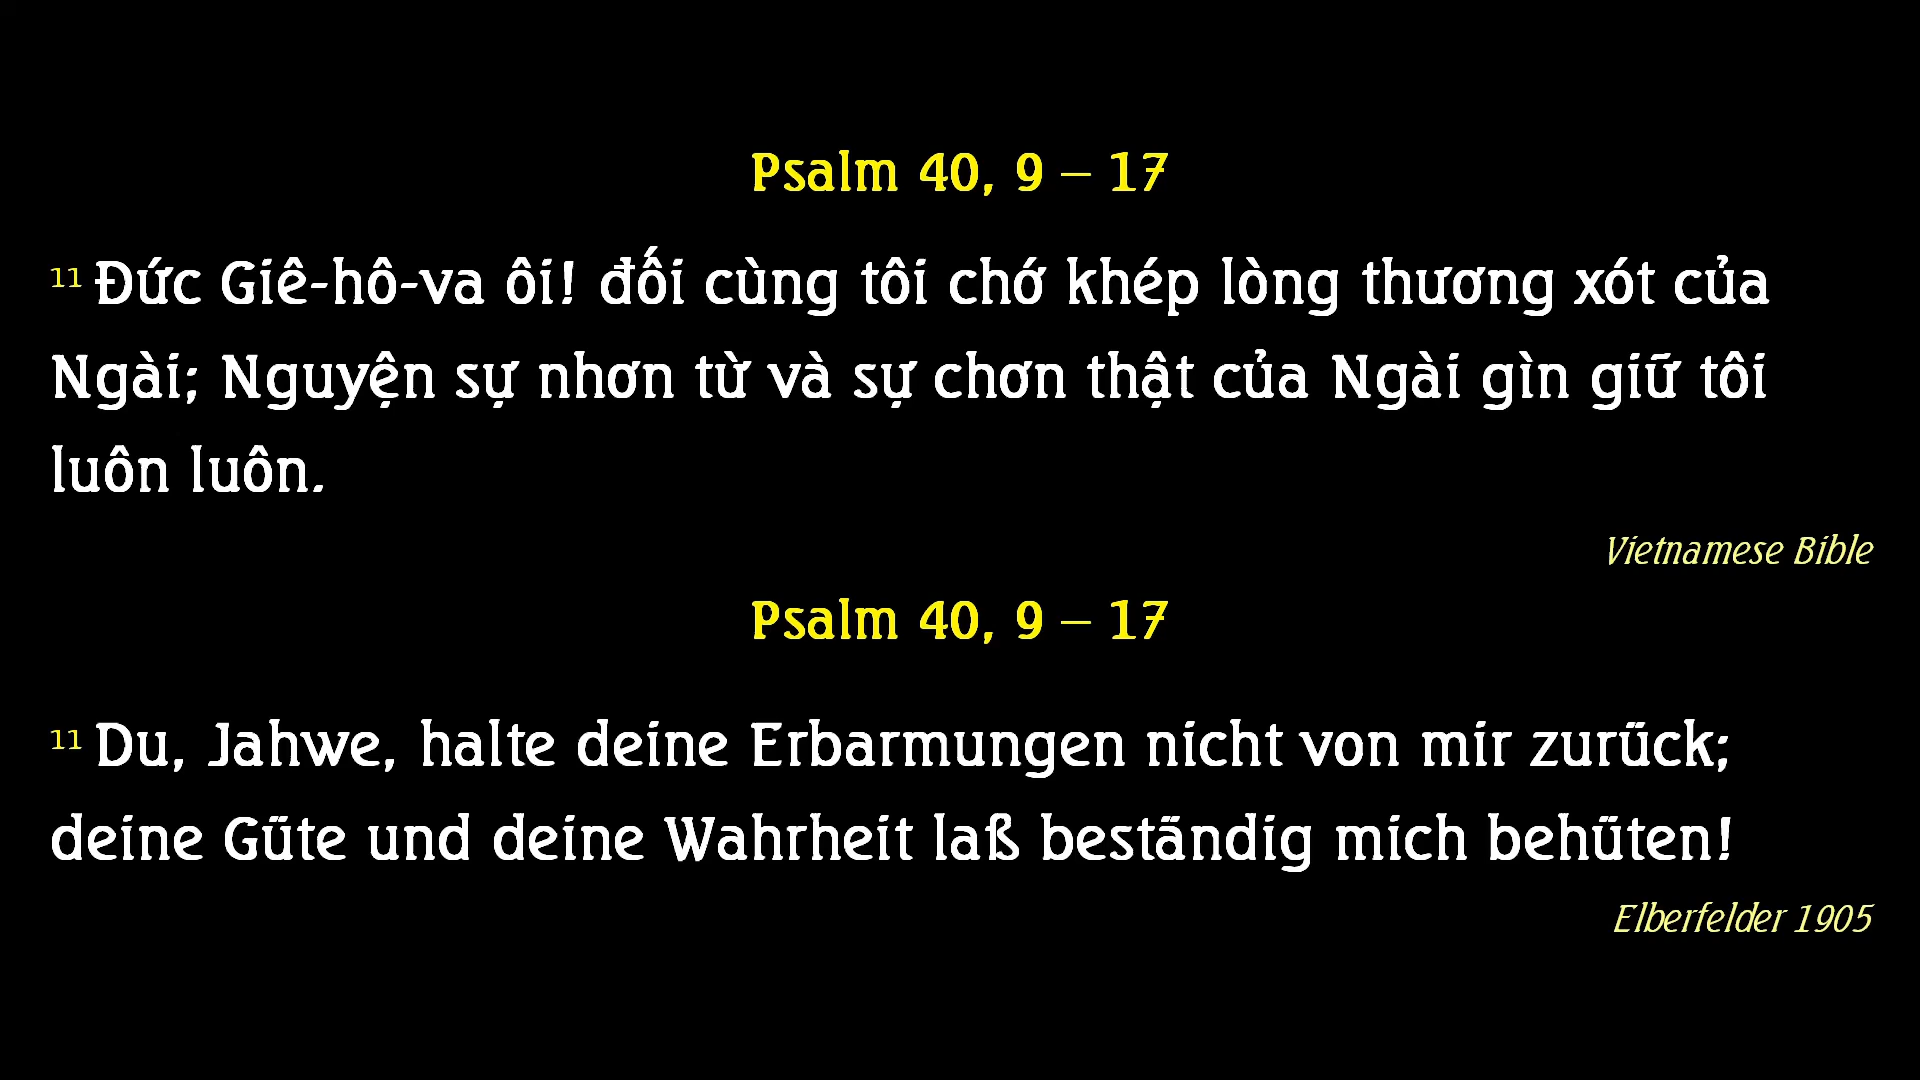 Psalm 40, 9 – 17
11 Đức Giê-hô-va ôi! đối cùng tôi chớ khép lòng thương xót của
Ngài; Nguyện sự nhơn từ và sự chơn thật của Ngài gìn giữ tôi
luôn luôn.
Vietnamese Bible
Psalm 40, 9 – 17
11 Du, Jahwe, halte deine Erbarmungen nicht von mir zurück;
deine Güte und deine Wahrheit laß beständig mich behüten!
Elberfelder 1905